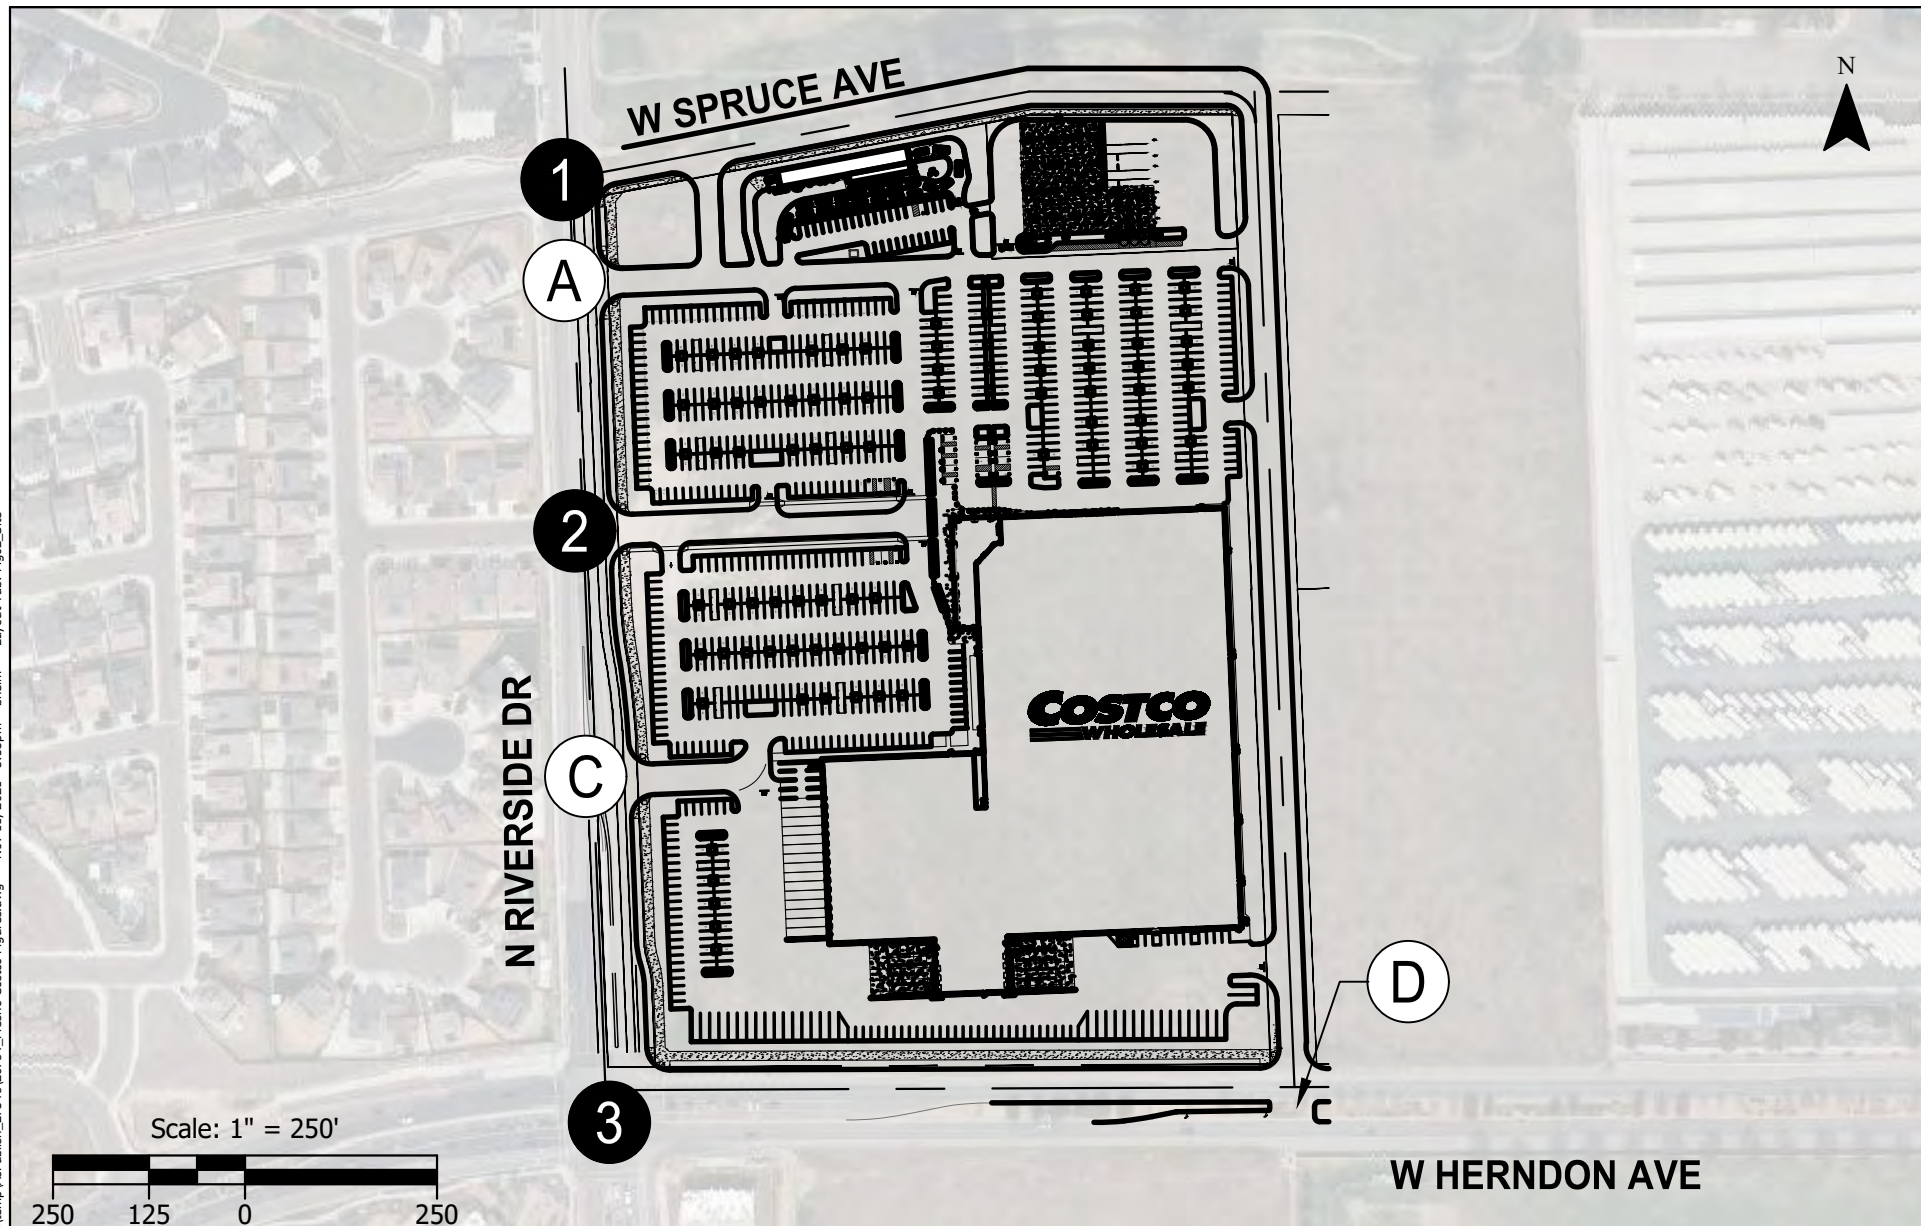 W SPRUCE AVE
N
1
A
2
COSTCO
WHOLESALE
N RIVERSIDE DR
C
D
3
Scale: 1" = 250'
W HERNDON AVE
250 125 0 250